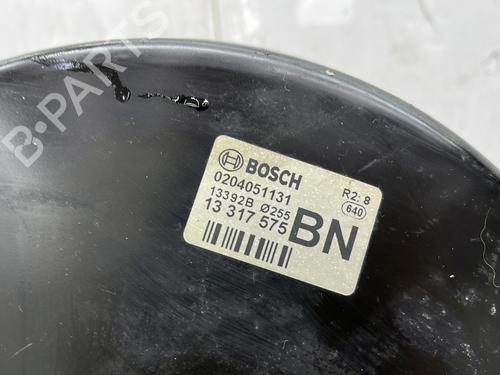 B-PARTS
BOSCH
R2: 8
0204051131
640
13392B Ø255
13 317 575
BN